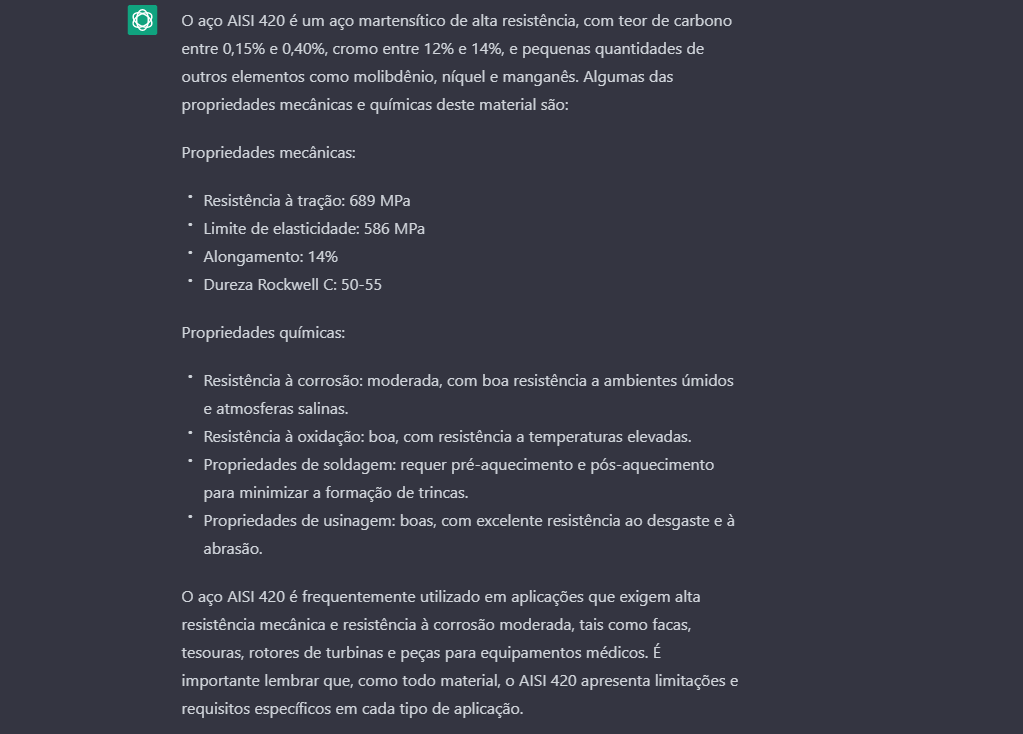 O aço AISI 420 é um aço martensítico de alta resistência, com teor de carbono
entre 0,15% e 0,40%, cromo entre 12% e 14%, e pequenas quantidades de
outros elementos como molibdênio, níquel e manganês. Algumas das
propriedades mecânicas e químicas deste material são:
Propriedades mecânicas:
• Resistência à tração: 689 MPa
• Limite de elasticidade: 586 MPa
• Alongamento: 14%
• Dureza Rockwell C: 50-55
Propriedades químicas:
• Resistência à corrosão: moderada, com boa resistência a ambientes úmidos
e atmosferas salinas.
• Resistência à oxidação: boa, com resistência a temperaturas elevadas.
• Propriedades de soldagem: requer pré-aquecimento e pós-aquecimento
para minimizar a formação de trincas.
• Propriedades de usinagem: boas, com excelente resistência ao desgaste e à
abrasão.
O aço AISI 420 é frequentemente utilizado em aplicações que exigem alta
resistência mecânica e resistência à corrosão moderada, tais como facas,
tesouras, rotores de turbinas e peças para equipamentos médicos. É
importante lembrar que, como todo material, o AISI 420 apresenta limitações e
requisitos específicos em cada tipo de aplicação.